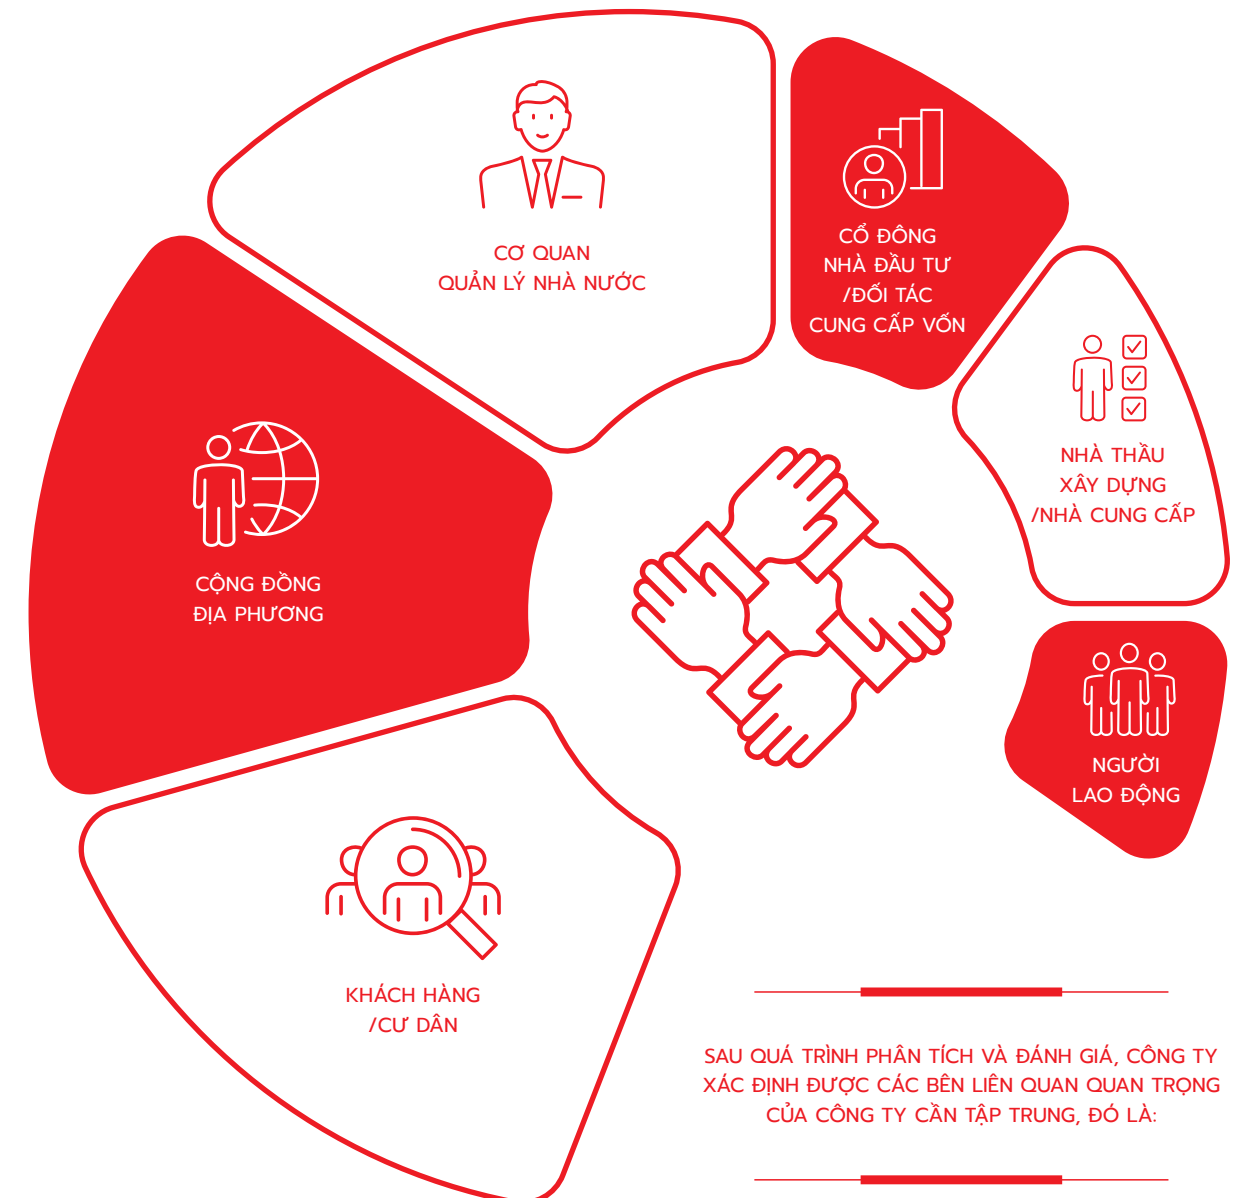 CƠ QUAN
QUẢN LÝ NHÀ NƯỚC
CỔ ĐÔNG
NHÀ ĐẦU TƯ
/ĐỐI TÁC
CUNG CẤP VỐN
NHÀ THẦU
XÂY DỰNG
/NHÀ CUNG CẤP
CỘNG ĐỒNG
ĐỊA PHƯƠNG
NGƯỜI
LAO ĐỘNG
KHÁCH HÀNG
/CƯ DÂN
SAU QUÁ TRÌNH PHÂN TÍCH VÀ ĐÁNH GIÁ, CÔNG TY
XÁC ĐỊNH ĐƯỢC CÁC BÊN LIÊN QUAN QUAN TRỌNG
CỦA CÔNG TY CẦN TẬP TRUNG, ĐÓ LÀ: